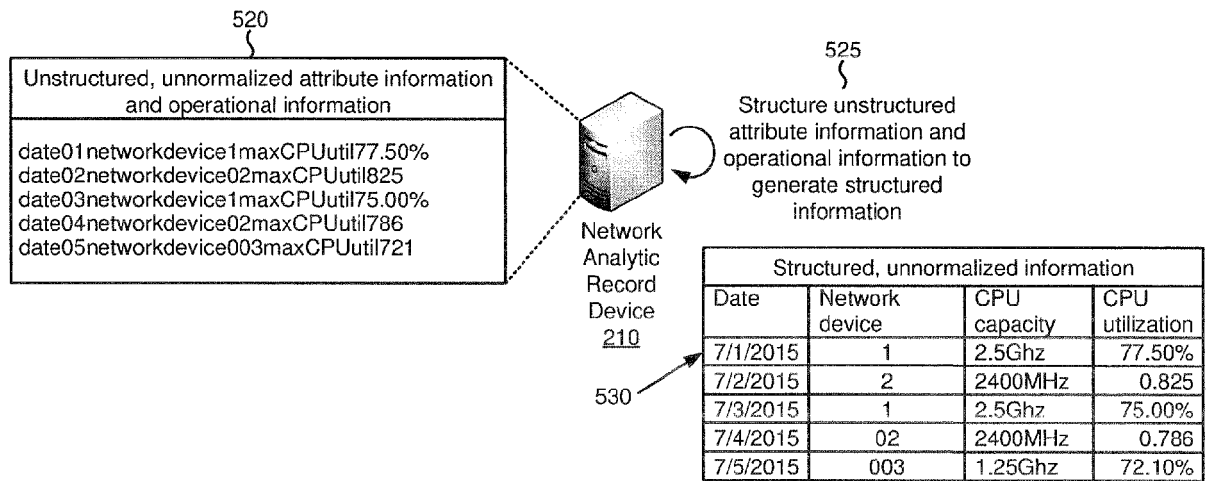 520
Unstructured, unnormalized attribute information
and operational information
date01networkdevice1maxCPUutil77.50%
date02networkdevice02maxCPUutil825
date03networkdevice1maxCPUutil75.00%
date04networkdevice02maxCPUutil786
date05networkdevice003maxCPUutil721
Network
Analytic
Record
Device
210
525
Structure unstructured
attribute information and
operational information to
generate structured
information
530
Structured, unnormalized information
Date Network device CPU capacity CPU utilization
7/1/2015 1 2.5Ghz 77.50%
7/2/2015 2 2400MHz 0.825
7/3/2015 1 2.5Ghz 75.00%
7/4/2015 02 2400MHz 0.786
7/5/2015 003 1.25Ghz 72.10%